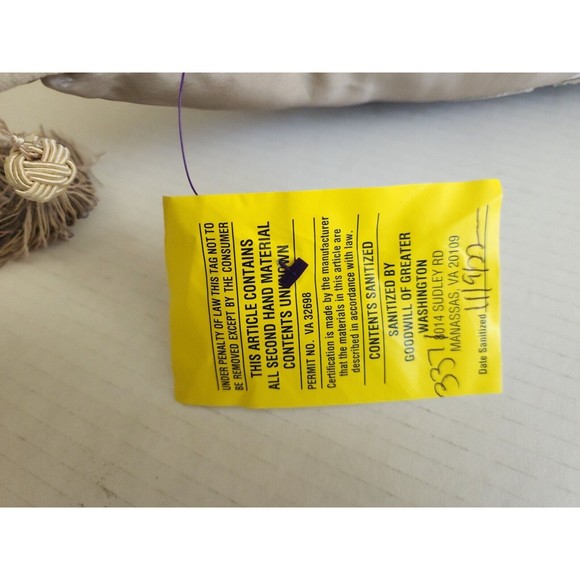 UNDER PENALTY OF LAW THIS TAG NOT TO
BE REMOVED EXCEPT BY THE CONSUMER
THIS ARTICLE CONTAINS
ALL SECOND HAND MATERIAL
CONTENTS UNKNOWN
PERMIT NO. VA 32698
Certification is made by the manufacturer
that the materials in this article are
described in accordance with law.
CONTENTS SANITIZED
SANITIZED BY
GOODWILL OF GREATER
WASHINGTON
8014 SUDLEY RD
MANASSAS, VA 20109
Date Sanitized